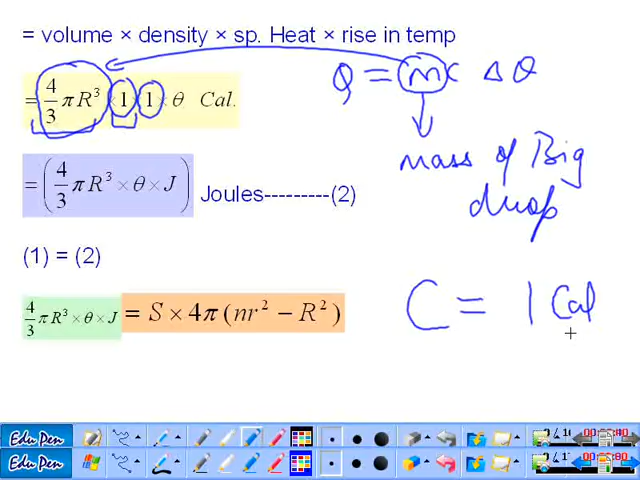 = volume × density × sp. Heat × rise in temp
Q = mc Δθ
= 4/3 πR³ × 1 × 1 × θ Cal.
mass of Big
drop
= (4/3 πR³ × θ × J) Joules---------(2)
(1) = (2)
C = 1 Cal
4/3 πR³ × θ × J = S × 4π(nr² − R²)
Edu Pen
Edu Pen